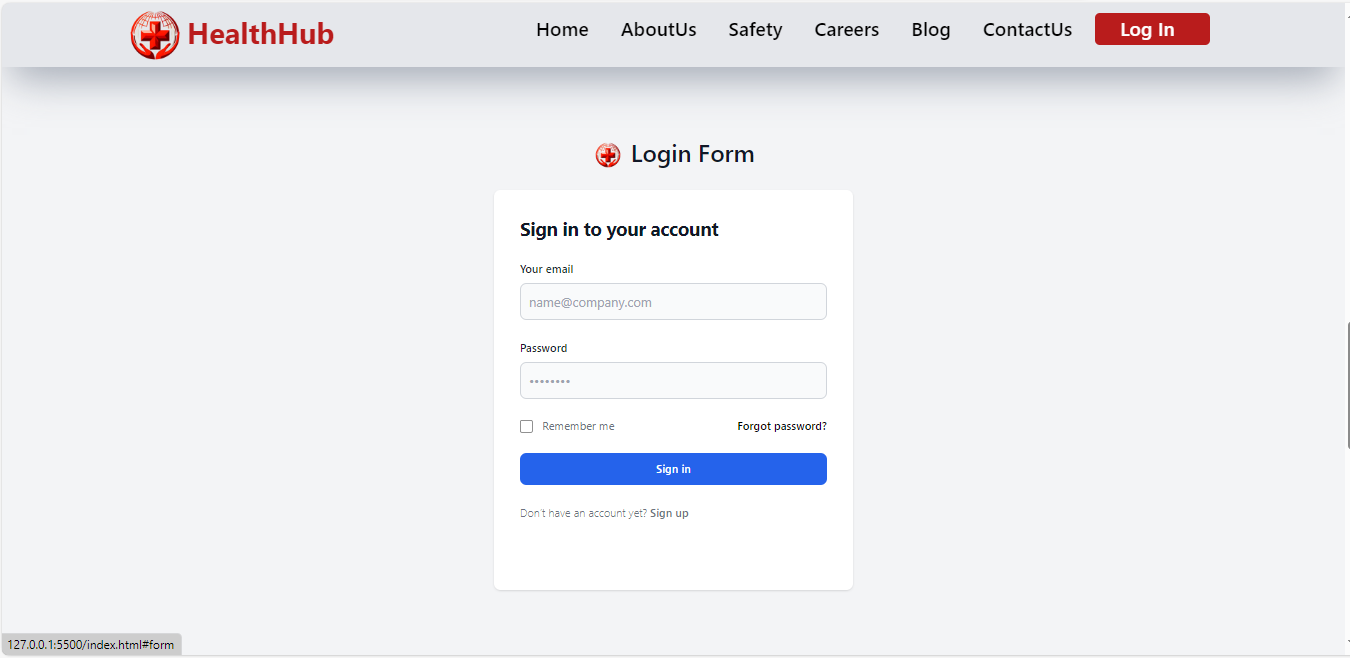 HealthHub Home AboutUs Safety Careers Blog ContactUs Log In
Login Form
Sign in to your account
Your email
name@company.com
Password
••••••••
Remember me Forgot password?
Sign in
Don't have an account yet? Sign up
127.0.0.1:5500/index.html#form